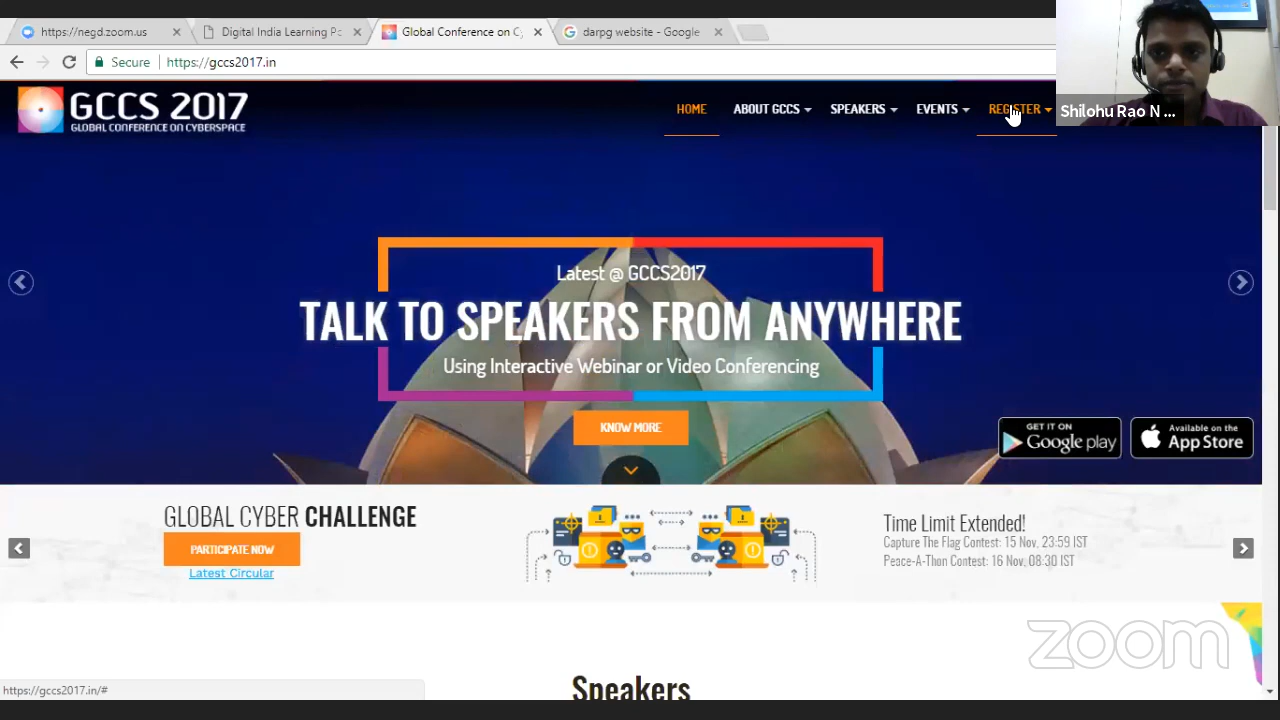 https://negd.zoom.us
Digital India Learning Po
Global Conference on Cy
darpg website - Google
Secure
https://gccs2017.in
GCCS 2017
GLOBAL CONFERENCE ON CYBERSPACE
HOME
ABOUT GCCS
SPEAKERS
EVENTS
REGISTER
Shilohu Rao N ...
Latest @ GCCS2017
TALK TO SPEAKERS FROM ANYWHERE
Using Interactive Webinar or Video Conferencing
KNOW MORE
GET IT ON
Google play
Available on the
App Store
GLOBAL CYBER CHALLENGE
PARTICIPATE NOW
Latest Circular
Time Limit Extended!
Capture The Flag Contest: 15 Nov, 23:59 IST
Peace-A-Thon Contest: 16 Nov, 08:30 IST
zoom
Speakers
https://gccs2017.in/#